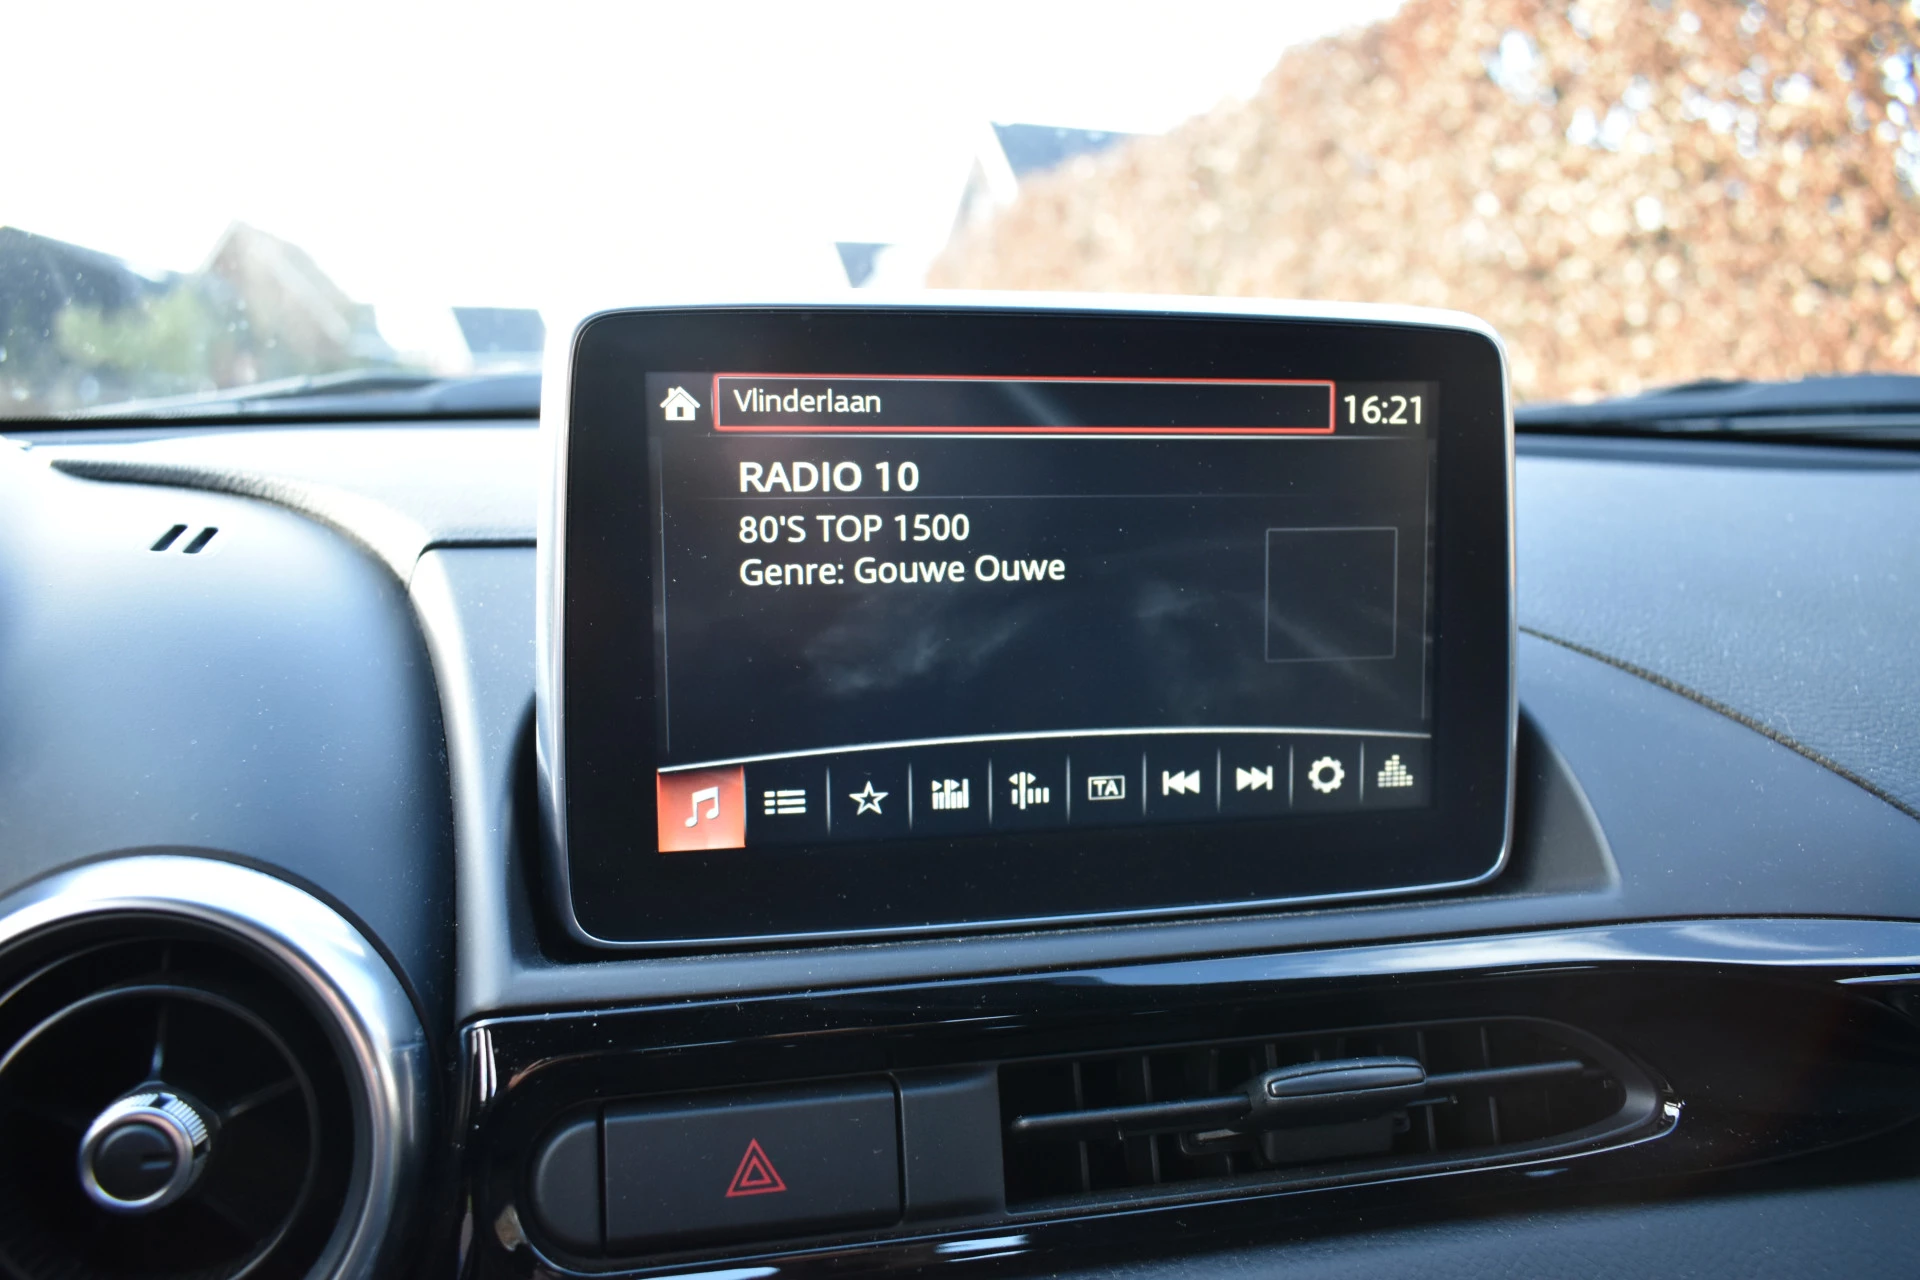 Vlinderlaan
16:21
RADIO 10
80'S TOP 1500
Genre: Gouwe Ouwe
TA